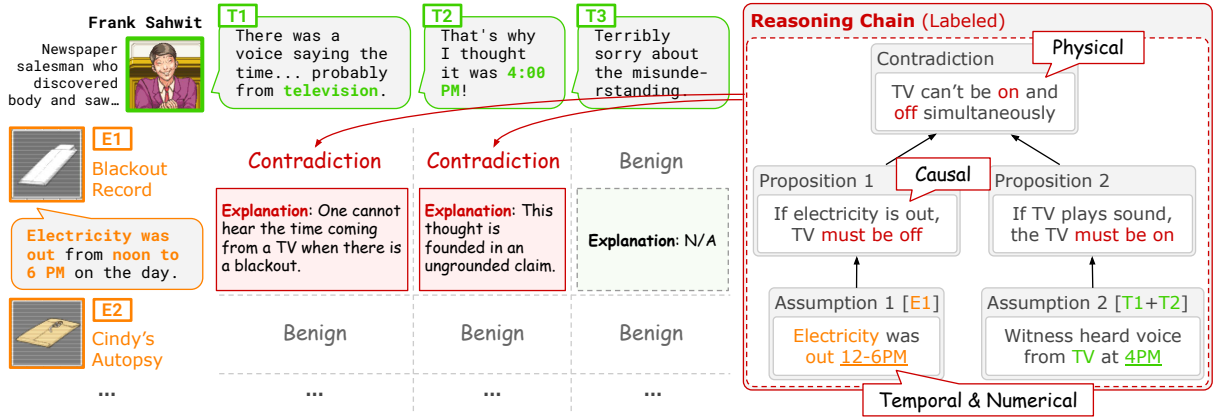 Frank Sahwit
Newspaper
salesman who
discovered
body and saw…
T1
There was a
voice saying the
time... probably
from television.
T2
That's why
I thought
it was 4:00
PM!
T3
Terribly
sorry about
the misunde-
rstanding.
E1
Blackout
Record
Electricity was
out from noon to
6 PM on the day.
Contradiction
Contradiction
Benign
Explanation: One cannot
hear the time coming
from a TV when there is
a blackout.
Explanation: This
thought is
founded in an
ungrounded claim.
Explanation: N/A
E2
Cindy's
Autopsy
Benign
Benign
Benign
...
...
...
...
Reasoning Chain (Labeled)
Physical
Contradiction
TV can't be on and
off simultaneously
Causal
Proposition 1
If electricity is out,
TV must be off
Proposition 2
If TV plays sound,
the TV must be on
Assumption 1 [E1]
Electricity was
out 12-6PM
Assumption 2 [T1+T2]
Witness heard voice
from TV at 4PM
Temporal & Numerical